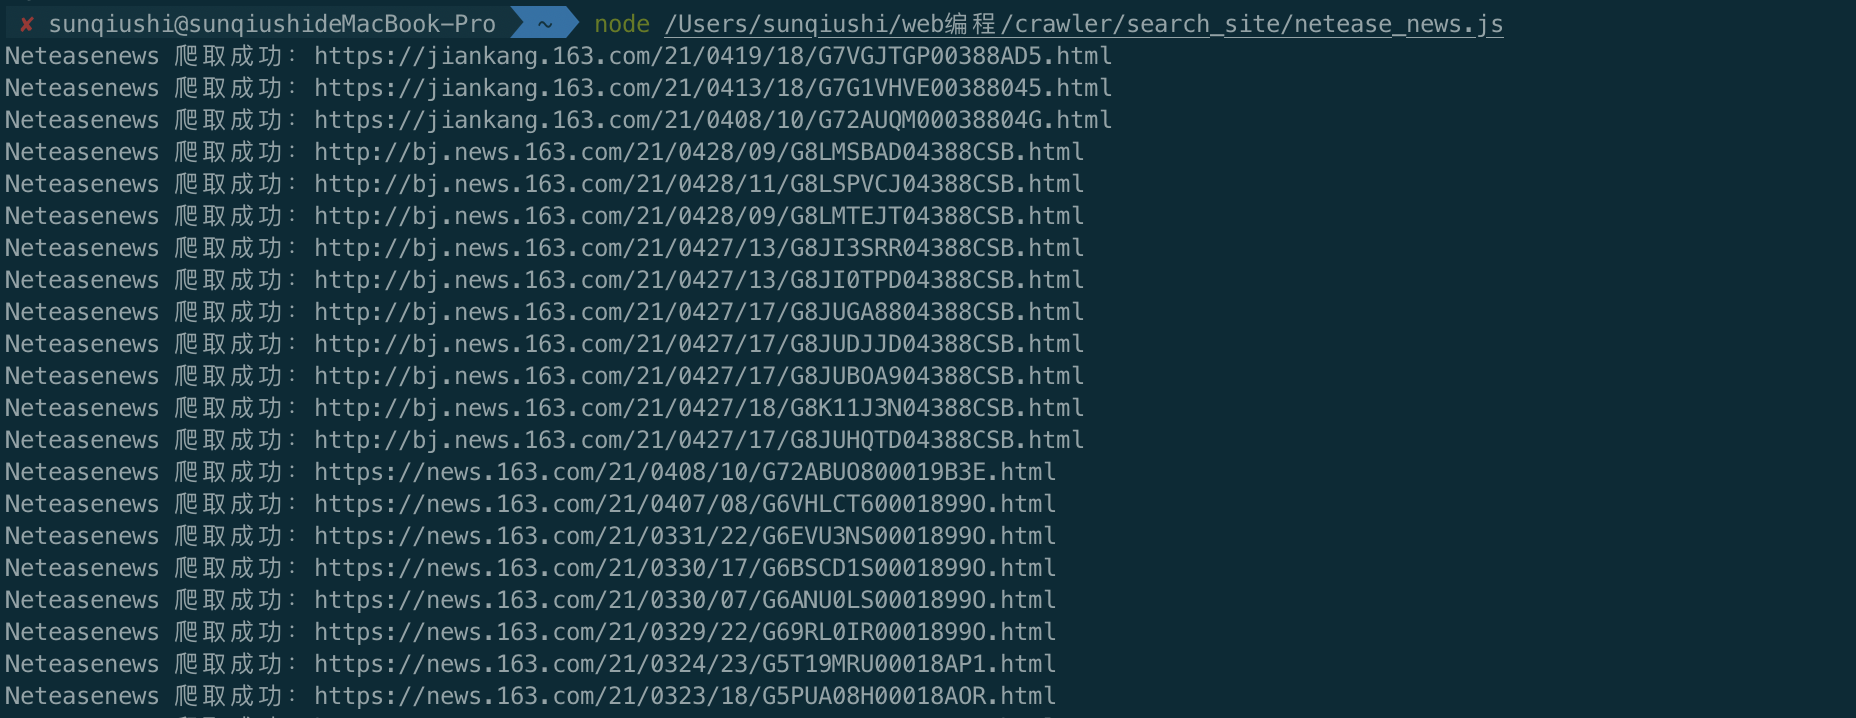 ✘ sunqiushi@sunqiushideMacBook-Pro ~ node /Users/sunqiushi/web编程/crawler/search_site/netease_news.js
Neteasenews 爬取成功：https://jiankang.163.com/21/0419/18/G7VGJTGP00388AD5.html
Neteasenews 爬取成功：https://jiankang.163.com/21/0413/18/G7G1VHVE00388045.html
Neteasenews 爬取成功：https://jiankang.163.com/21/0408/10/G72AUQM00038804G.html
Neteasenews 爬取成功：http://bj.news.163.com/21/0428/09/G8LMSBAD04388CSB.html
Neteasenews 爬取成功：http://bj.news.163.com/21/0428/11/G8LSPVCJ04388CSB.html
Neteasenews 爬取成功：http://bj.news.163.com/21/0428/09/G8LMTEJT04388CSB.html
Neteasenews 爬取成功：http://bj.news.163.com/21/0427/13/G8JI3SRR04388CSB.html
Neteasenews 爬取成功：http://bj.news.163.com/21/0427/13/G8JI0TPD04388CSB.html
Neteasenews 爬取成功：http://bj.news.163.com/21/0427/17/G8JUGA8804388CSB.html
Neteasenews 爬取成功：http://bj.news.163.com/21/0427/17/G8JUDJJD04388CSB.html
Neteasenews 爬取成功：http://bj.news.163.com/21/0427/17/G8JUBOA904388CSB.html
Neteasenews 爬取成功：http://bj.news.163.com/21/0427/18/G8K11J3N04388CSB.html
Neteasenews 爬取成功：http://bj.news.163.com/21/0427/17/G8JUHQTD04388CSB.html
Neteasenews 爬取成功：https://news.163.com/21/0408/10/G72ABUO800019B3E.html
Neteasenews 爬取成功：https://news.163.com/21/0407/08/G6VHLCT60001899O.html
Neteasenews 爬取成功：https://news.163.com/21/0331/22/G6EVU3NS0001899O.html
Neteasenews 爬取成功：https://news.163.com/21/0330/17/G6BSCD1S0001899O.html
Neteasenews 爬取成功：https://news.163.com/21/0330/07/G6ANU0LS0001899O.html
Neteasenews 爬取成功：https://news.163.com/21/0329/22/G69RL0IR0001899O.html
Neteasenews 爬取成功：https://news.163.com/21/0324/23/G5T19MRU00018AP1.html
Neteasenews 爬取成功：https://news.163.com/21/0323/18/G5PUA08H00018AOR.html